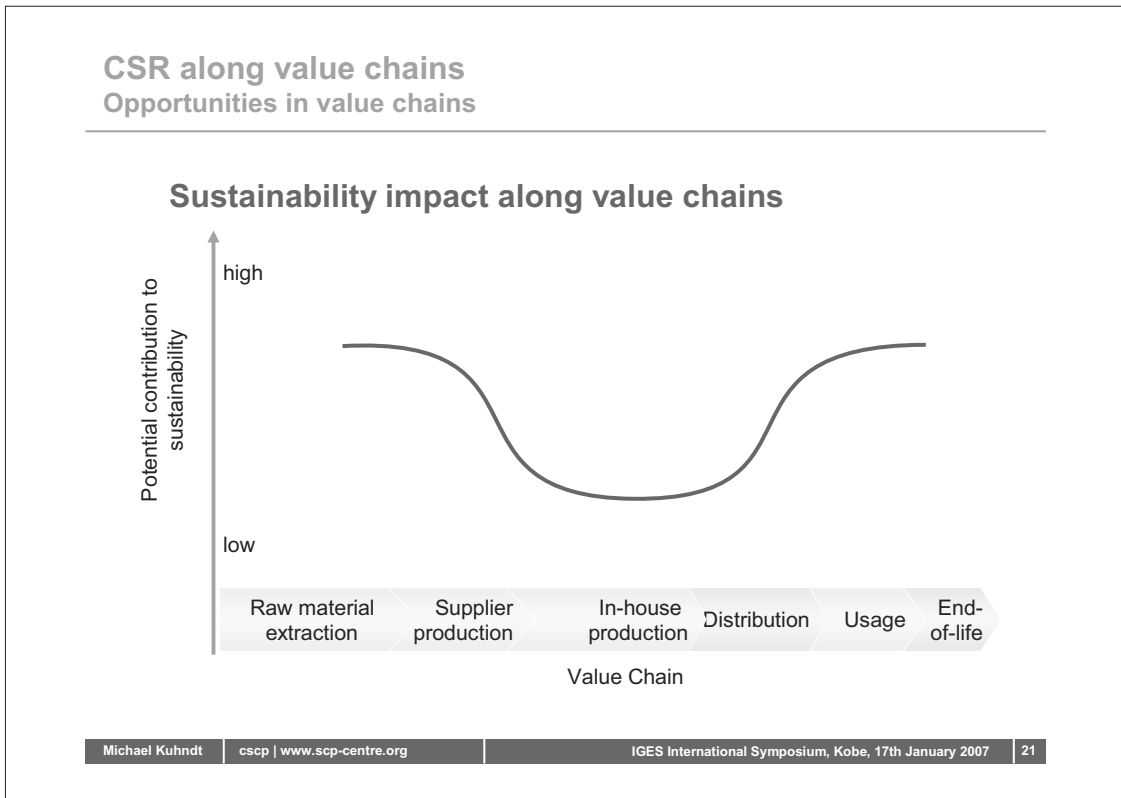 CSR along value chains
Opportunities in value chains
Sustainability impact along value chains
high
Potential contribution to
sustainability
low
Raw material
extraction
Supplier
production
In-house
production
Distribution
Usage
End-
of-life
Value Chain
Michael Kuhndt
cscp | www.scp-centre.org
IGES International Symposium, Kobe, 17th January 2007
21